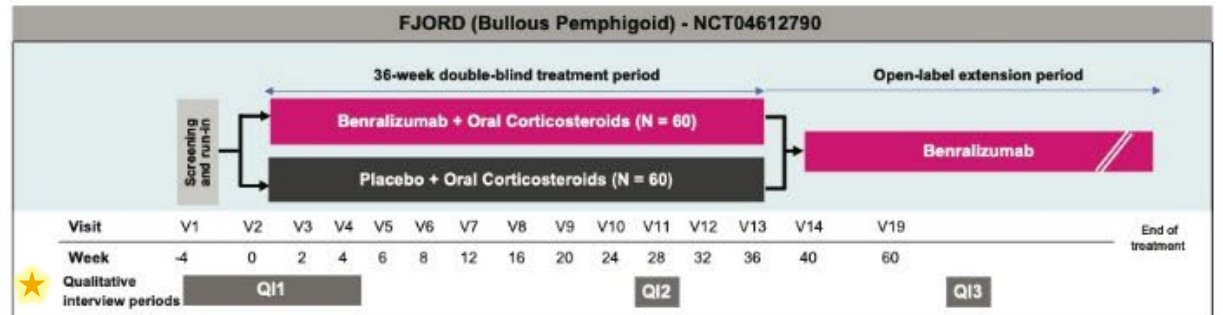 FJORD (Bullous Pemphigoid) - NCT04612790
36-week double-blind treatment period
Open-label extension period
Screening
and run-in
Benralizumab + Oral Corticosteroids (N = 60)
Placebo + Oral Corticosteroids (N = 60)
Benralizumab
Visit V1 V2 V3 V4 V5 V6 V7 V8 V9 V10 V11 V12 V13 V14 V19
End of
treatment
Week -4 0 2 4 6 8 12 16 20 24 28 32 36 40 60
Qualitative
interview periods
QI1 QI2 QI3